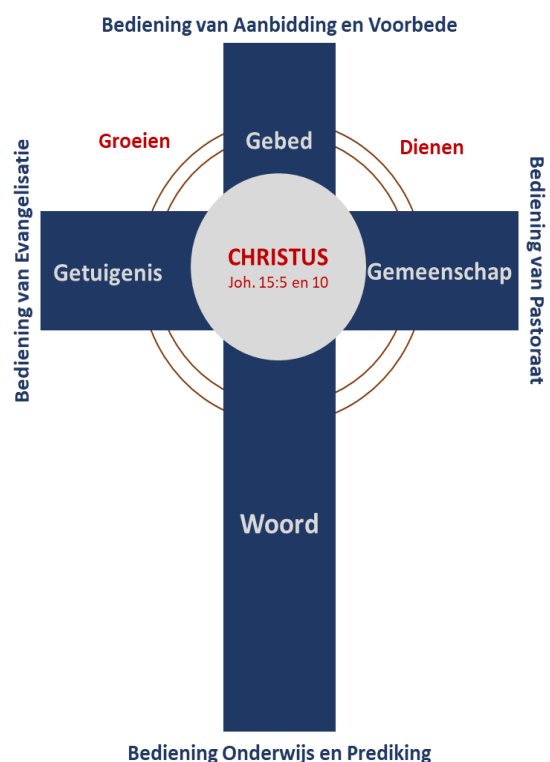 Bediening van Aanbidding en Voorbede
Groeien
Gebed
Dienen
Bediening van Evangelisatie
Getuigenis
CHRISTUS
Joh. 15:5 en 10
Gemeenschap
Bediening van Pastoraat
Woord
Bediening Onderwijs en Prediking